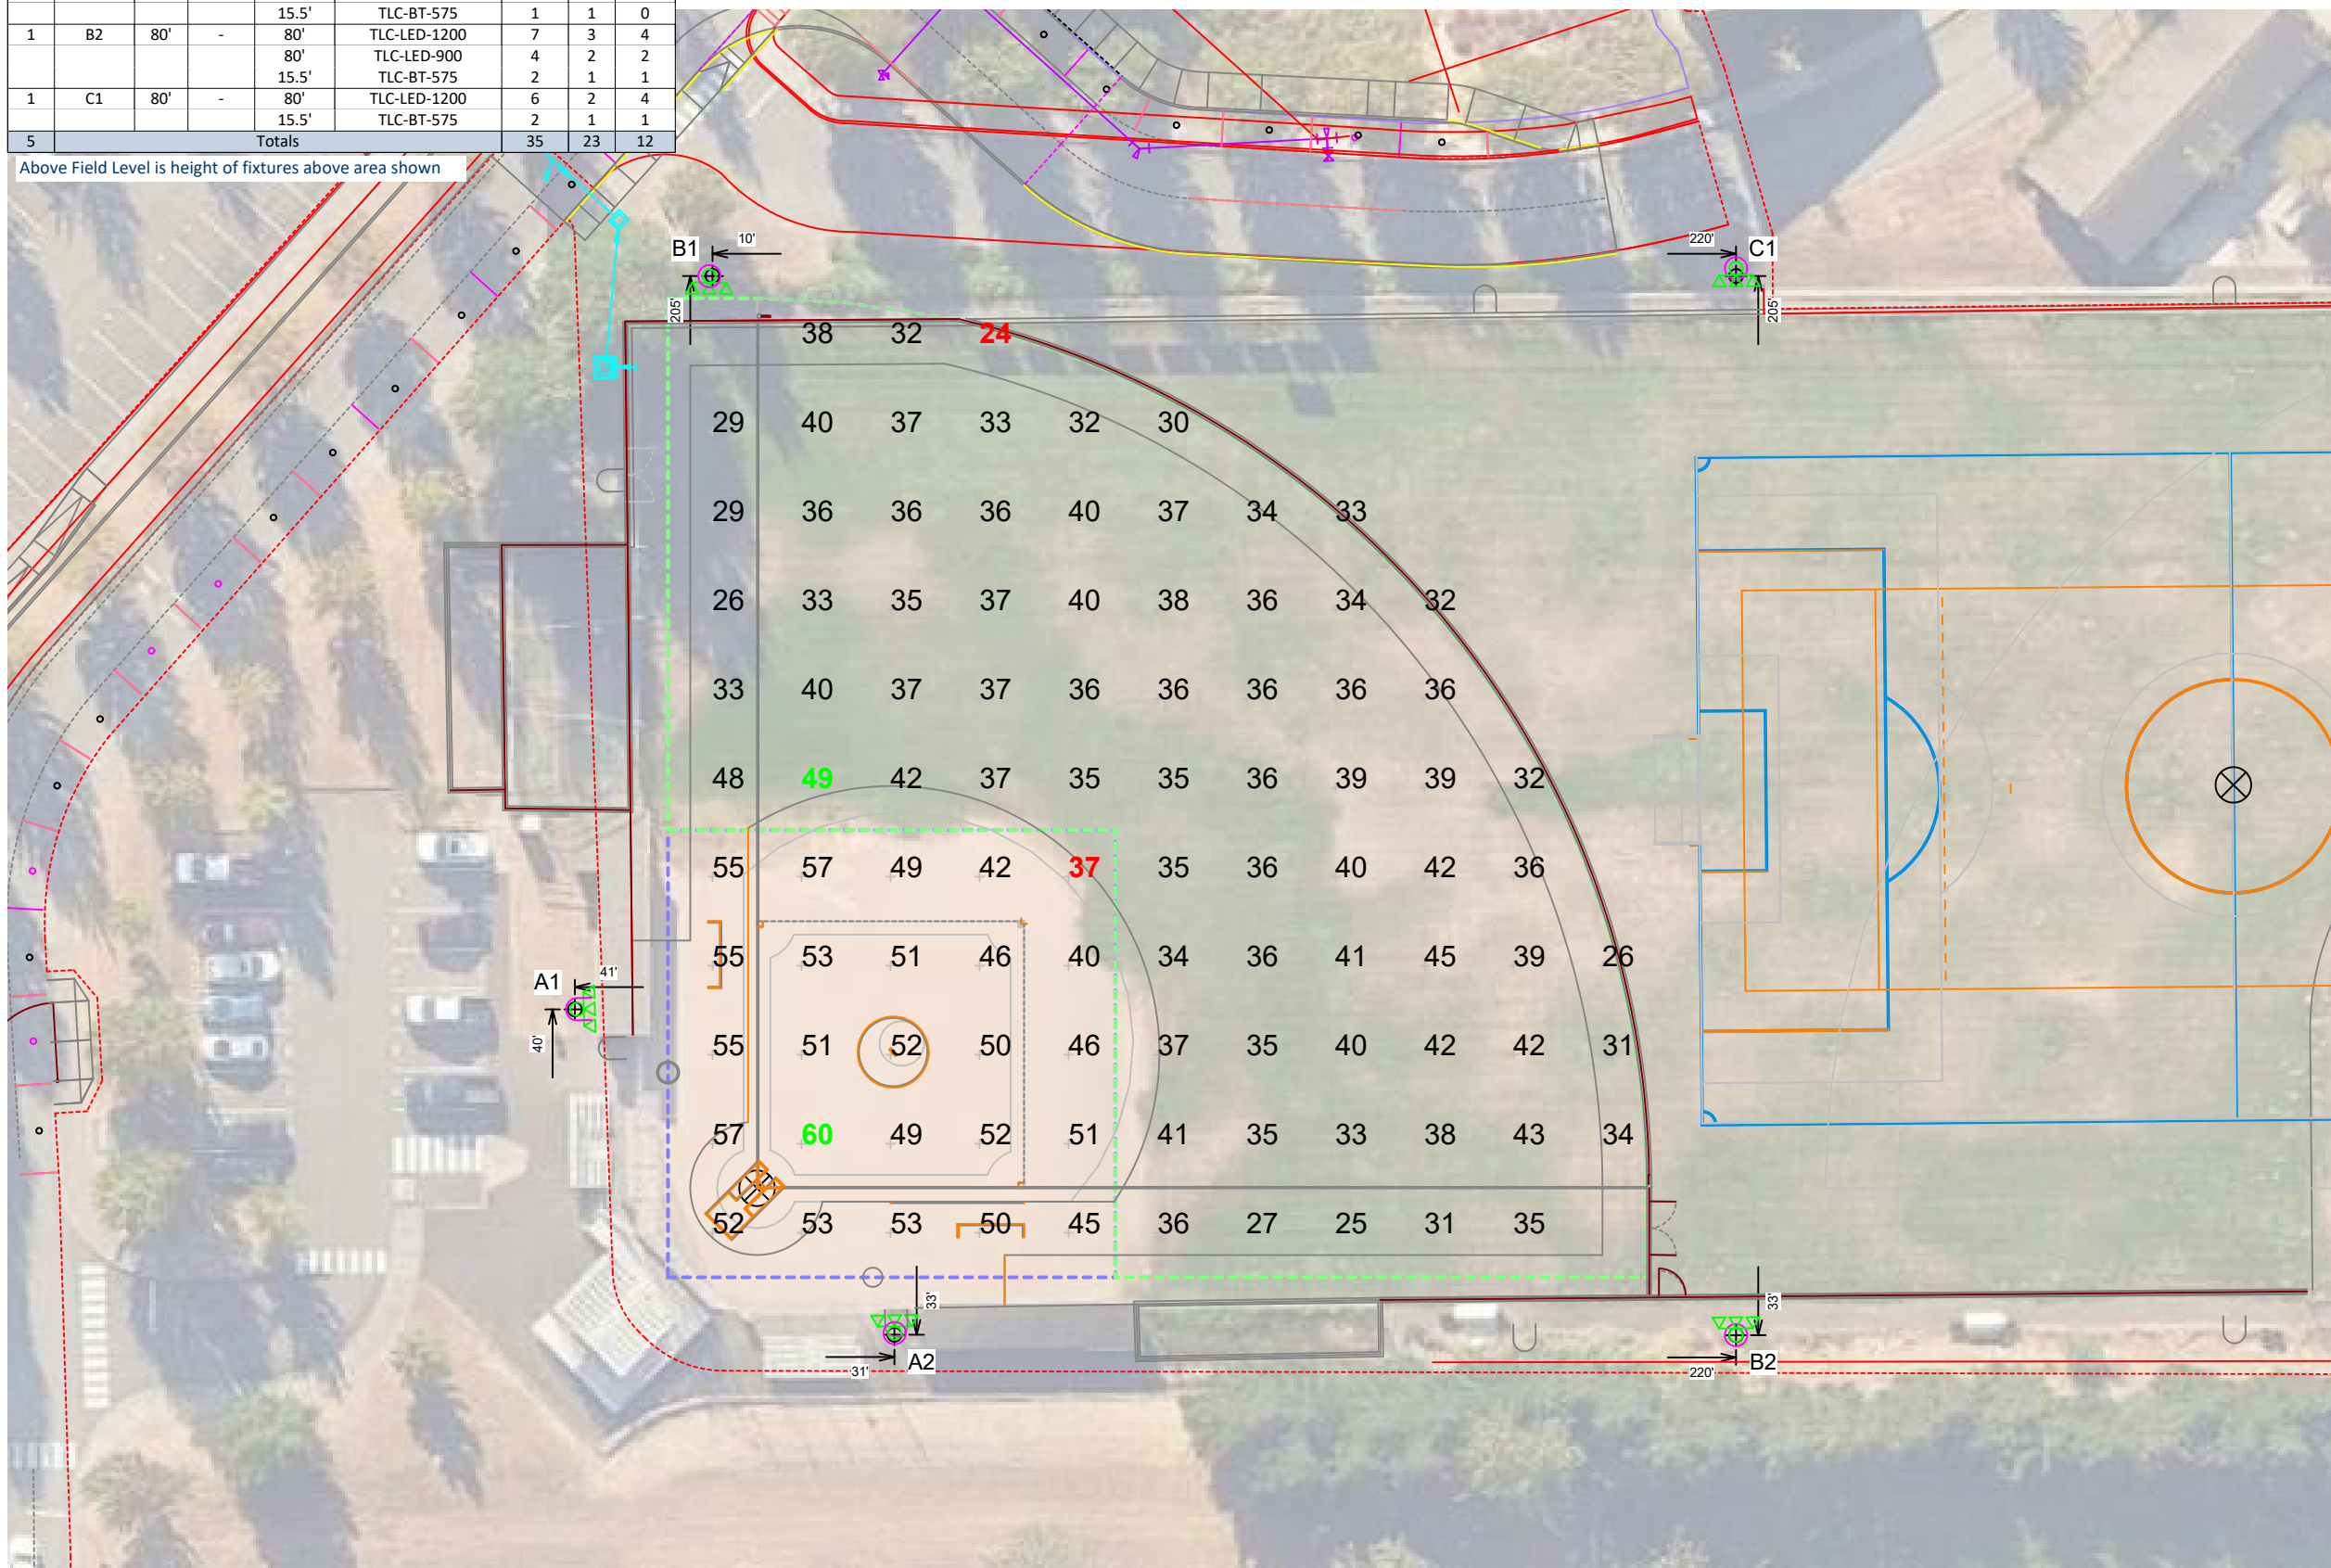 15.5' TLC-BT-575 1 1 0
1 B2 80' - 80' TLC-LED-1200 7 3 4
80' TLC-LED-900 4 2 2
15.5' TLC-BT-575 2 1 1
1 C1 80' - 80' TLC-LED-1200 6 2 4
15.5' TLC-BT-575 2 1 1
5 Totals 35 23 12
Above Field Level is height of fixtures above area shown
B1 10' 220' C1
205' 205'
38 32 24
29 40 37 33 32 30
29 36 36 36 40 37 34 33
26 33 35 37 40 38 36 34 32
33 40 37 37 36 36 36 36 36
48 49 42 37 35 35 36 39 39 32
55 57 49 42 37 35 36 40 42 36
55 53 51 46 40 34 36 41 45 39 26
A1 41'
40'
55 51 52 50 46 37 35 40 42 42 31
57 60 49 52 51 41 35 33 38 43 34
52 53 53 50 45 36 27 25 31 35
33' 33'
31' A2 220' B2